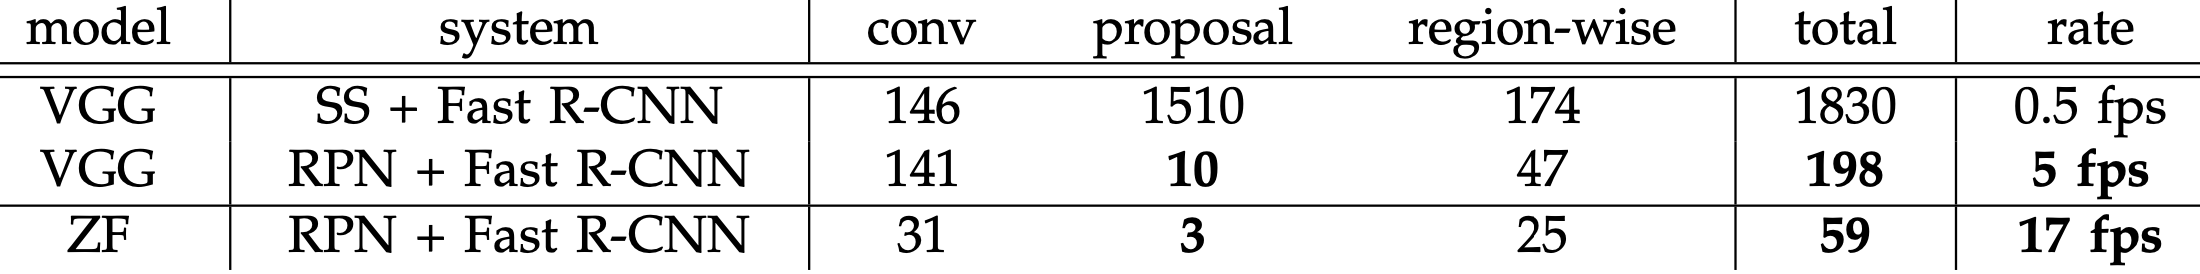 model system conv proposal region-wise total rate
VGG SS + Fast R-CNN 146 1510 174 1830 0.5 fps
VGG RPN + Fast R-CNN 141 10 47 198 5 fps
ZF RPN + Fast R-CNN 31 3 25 59 17 fps